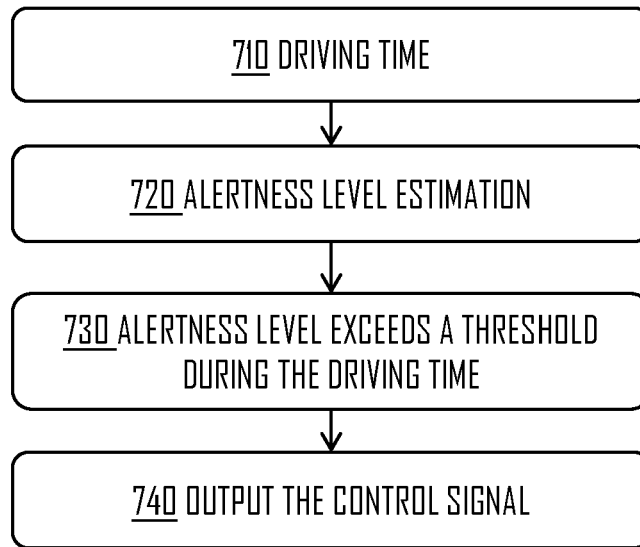 710 DRIVING TIME
720 ALERTNESS LEVEL ESTIMATION
730 ALERTNESS LEVEL EXCEEDS A THRESHOLD
DURING THE DRIVING TIME
740 OUTPUT THE CONTROL SIGNAL